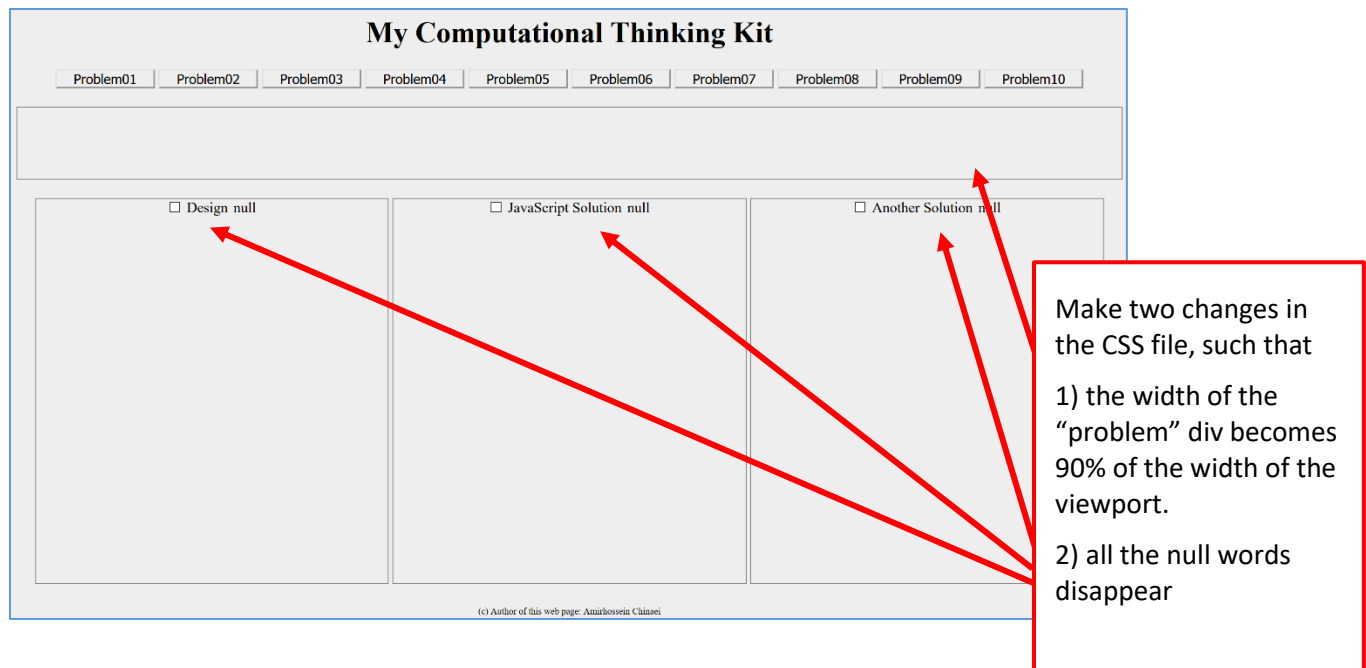 My Computational Thinking Kit
Problem01 Problem02 Problem03 Problem04 Problem05 Problem06 Problem07 Problem08 Problem09 Problem10
Design null
JavaScript Solution null
Another Solution null
Make two changes in
the CSS file, such that
1) the width of the
“problem” div becomes
90% of the width of the
viewport.
2) all the null words
disappear
(c) Author of this web page: Amirhossein Chinaei